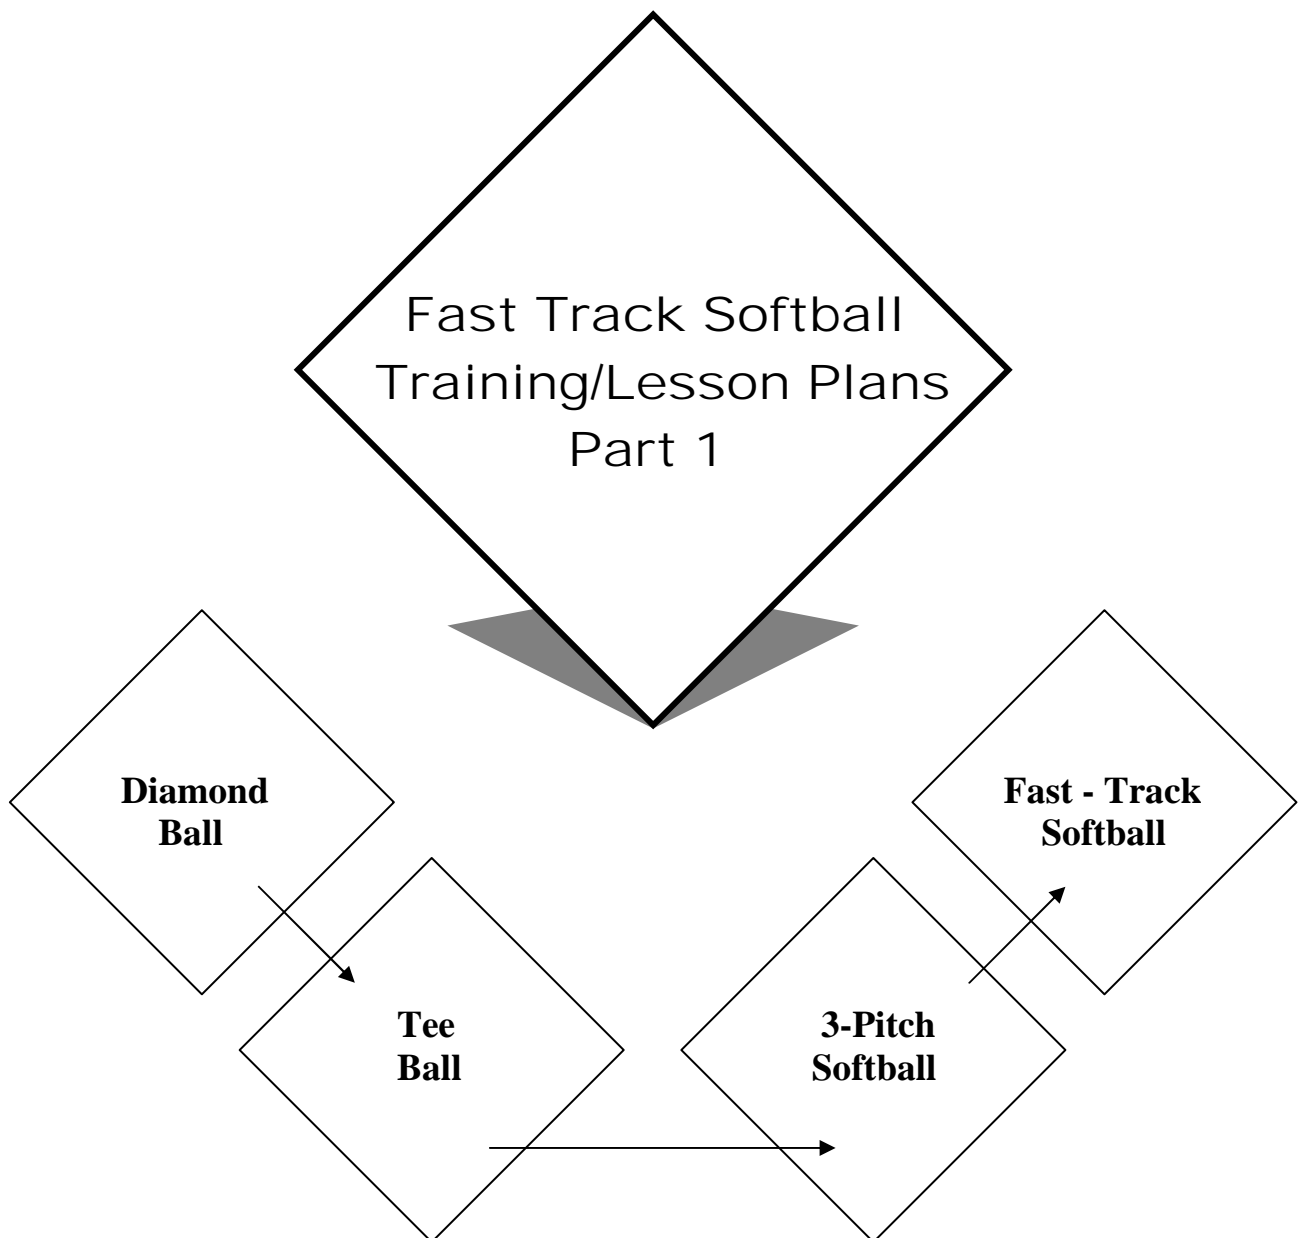 Fast Track Softball
Training/Lesson Plans
Part 1
Diamond
Ball
Fast - Track
Softball
Tee
Ball
3-Pitch
Softball